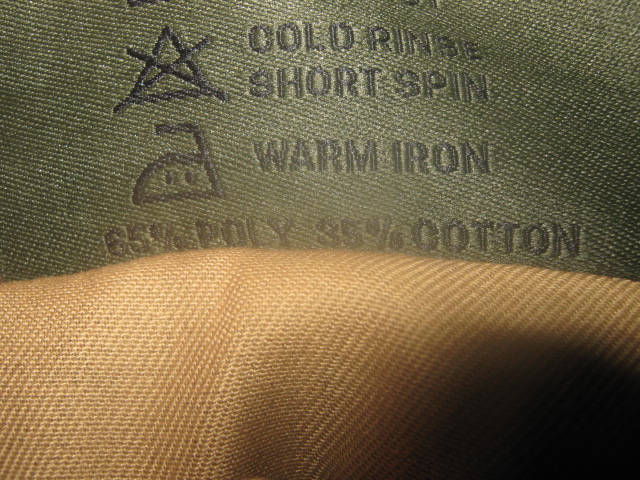 COLD RINSE
SHORT SPIN
WARM IRON
65% POLY 35% COTTON